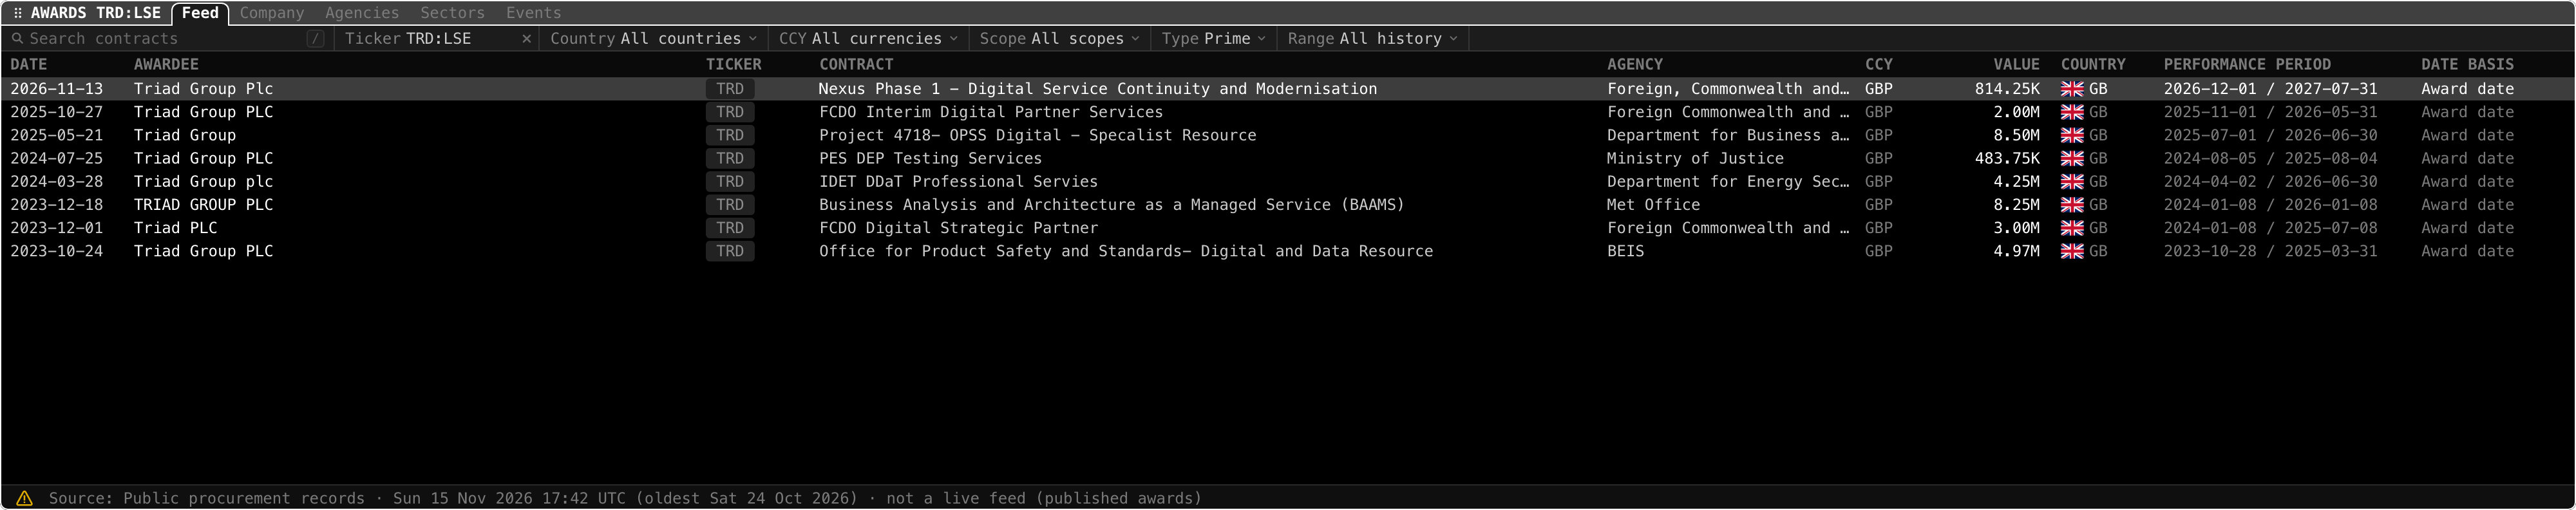 AWARDS TRD:LSE Feed Company Agencies Sectors Events
Search contracts / Ticker TRD:LSE × Country All countries CCY All currencies Scope All scopes Type Prime Range All history
DATE AWARDEE TICKER CONTRACT AGENCY CCY VALUE COUNTRY PERFORMANCE PERIOD DATE BASIS
2026-11-13 Triad Group Plc TRD Nexus Phase 1 – Digital Service Continuity and Modernisation Foreign, Commonwealth and… GBP 814.25K GB 2026-12-01 / 2027-07-31 Award date
2025-10-27 Triad Group PLC TRD FCDO Interim Digital Partner Services Foreign Commonwealth and … GBP 2.00M GB 2025-11-01 / 2026-05-31 Award date
2025-05-21 Triad Group TRD Project 4718- OPSS Digital - Specalist Resource Department for Business a… GBP 8.50M GB 2025-07-01 / 2026-06-30 Award date
2024-07-25 Triad Group PLC TRD PES DEP Testing Services Ministry of Justice GBP 483.75K GB 2024-08-05 / 2025-08-04 Award date
2024-03-28 Triad Group plc TRD IDET DDaT Professional Servies Department for Energy Sec… GBP 4.25M GB 2024-04-02 / 2026-06-30 Award date
2023-12-18 TRIAD GROUP PLC TRD Business Analysis and Architecture as a Managed Service (BAAMS) Met Office GBP 8.25M GB 2024-01-08 / 2026-01-08 Award date
2023-12-01 Triad PLC TRD FCDO Digital Strategic Partner Foreign Commonwealth and … GBP 3.00M GB 2024-01-08 / 2025-07-08 Award date
2023-10-24 Triad Group PLC TRD Office for Product Safety and Standards- Digital and Data Resource BEIS GBP 4.97M GB 2023-10-28 / 2025-03-31 Award date
Source: Public procurement records · Sun 15 Nov 2026 17:42 UTC (oldest Sat 24 Oct 2026) · not a live feed (published awards)